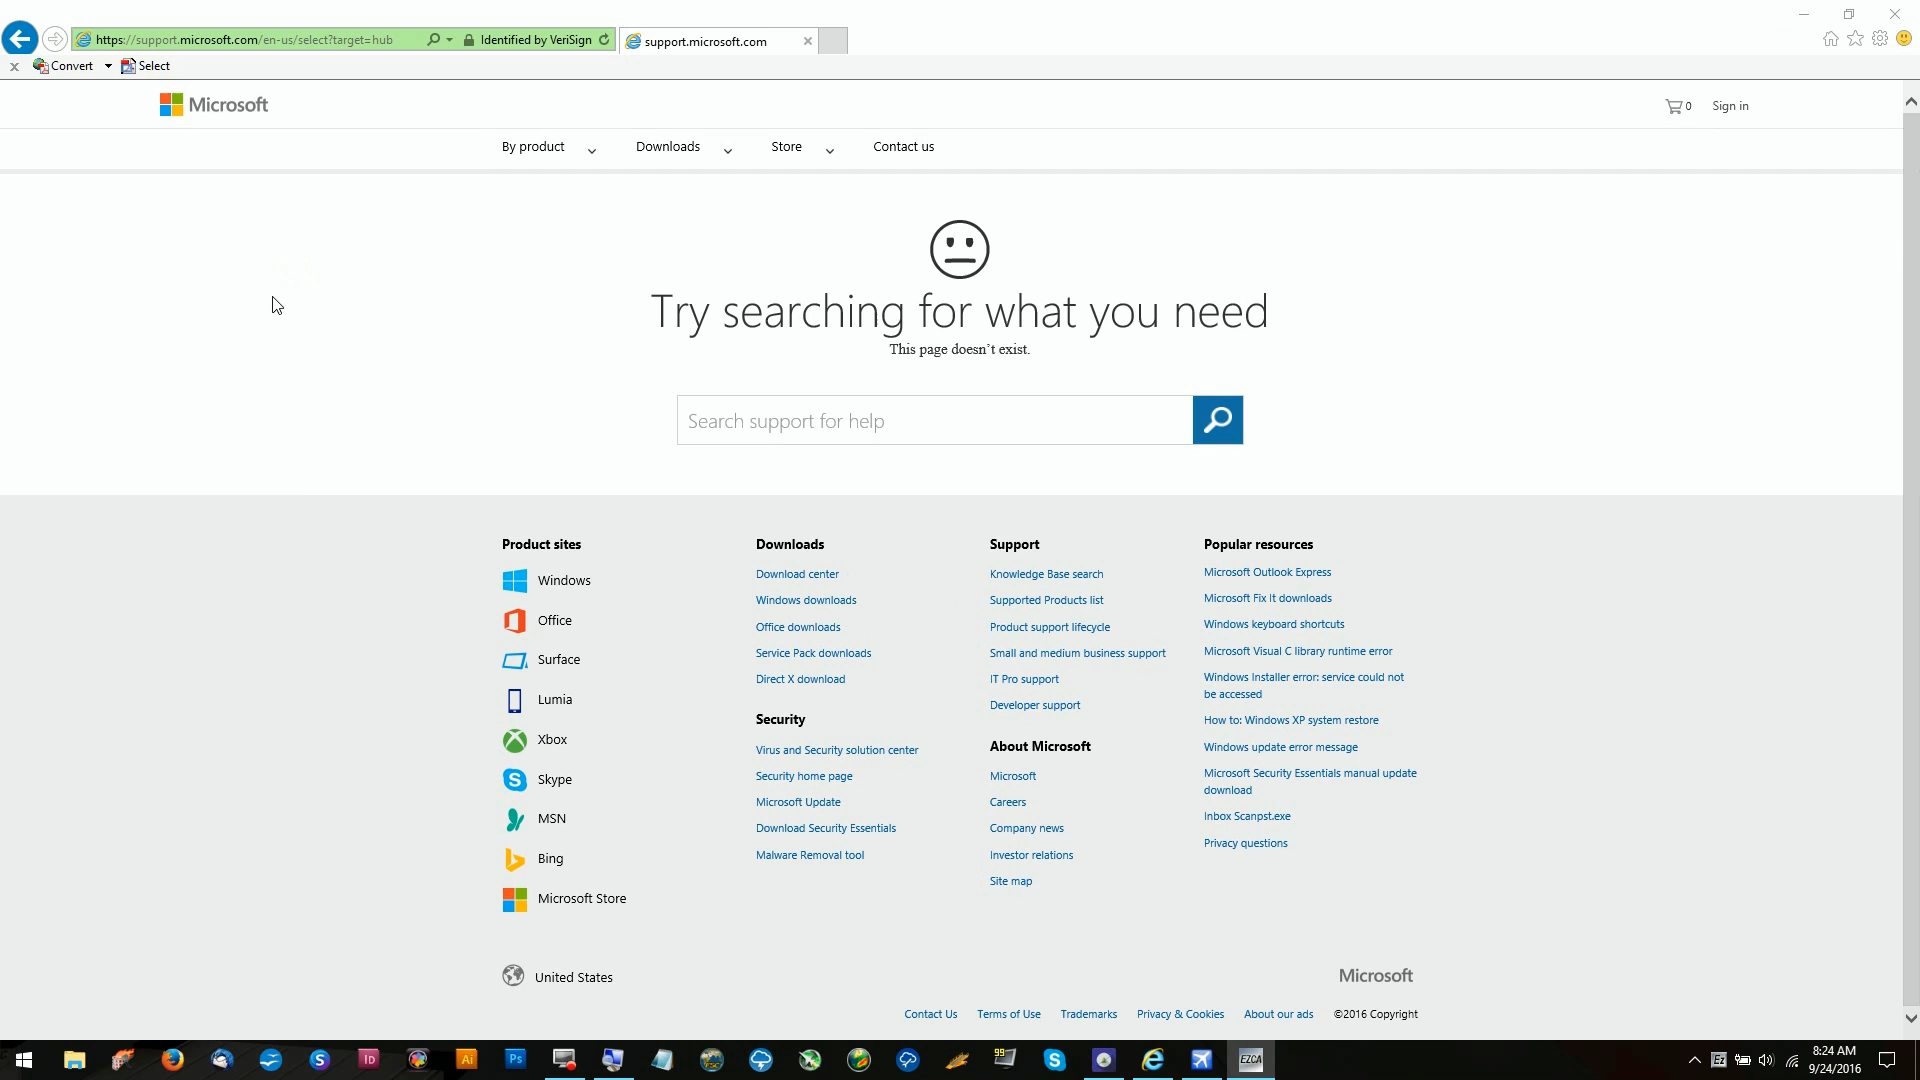 https://support.microsoft.com/en-us/select?target=hub
Identified by VeriSign
support.microsoft.com
Convert
Select
Microsoft
0
Sign in
By product
Downloads
Store
Contact us
Try searching for what you need
This page doesn't exist.
Search support for help
Product sites
Windows
Office
Surface
Lumia
Xbox
Skype
MSN
Bing
Microsoft Store
Downloads
Download center
Windows downloads
Office downloads
Service Pack downloads
Direct X download
Security
Virus and Security solution center
Security home page
Microsoft Update
Download Security Essentials
Malware Removal tool
Support
Knowledge Base search
Supported Products list
Product support lifecycle
Small and medium business support
IT Pro support
Developer support
About Microsoft
Microsoft
Careers
Company news
Investor relations
Site map
Popular resources
Microsoft Outlook Express
Microsoft Fix It downloads
Windows keyboard shortcuts
Microsoft Visual C library runtime error
Windows Installer error: service could not
be accessed
How to: Windows XP system restore
Windows update error message
Microsoft Security Essentials manual update
download
Inbox Scanpst.exe
Privacy questions
United States
Microsoft
Contact Us
Terms of Use
Trademarks
Privacy & Cookies
About our ads
©2016 Copyright
S
ID
Ai
Ps
99
EZCA
Ez
8:24 AM
9/24/2016